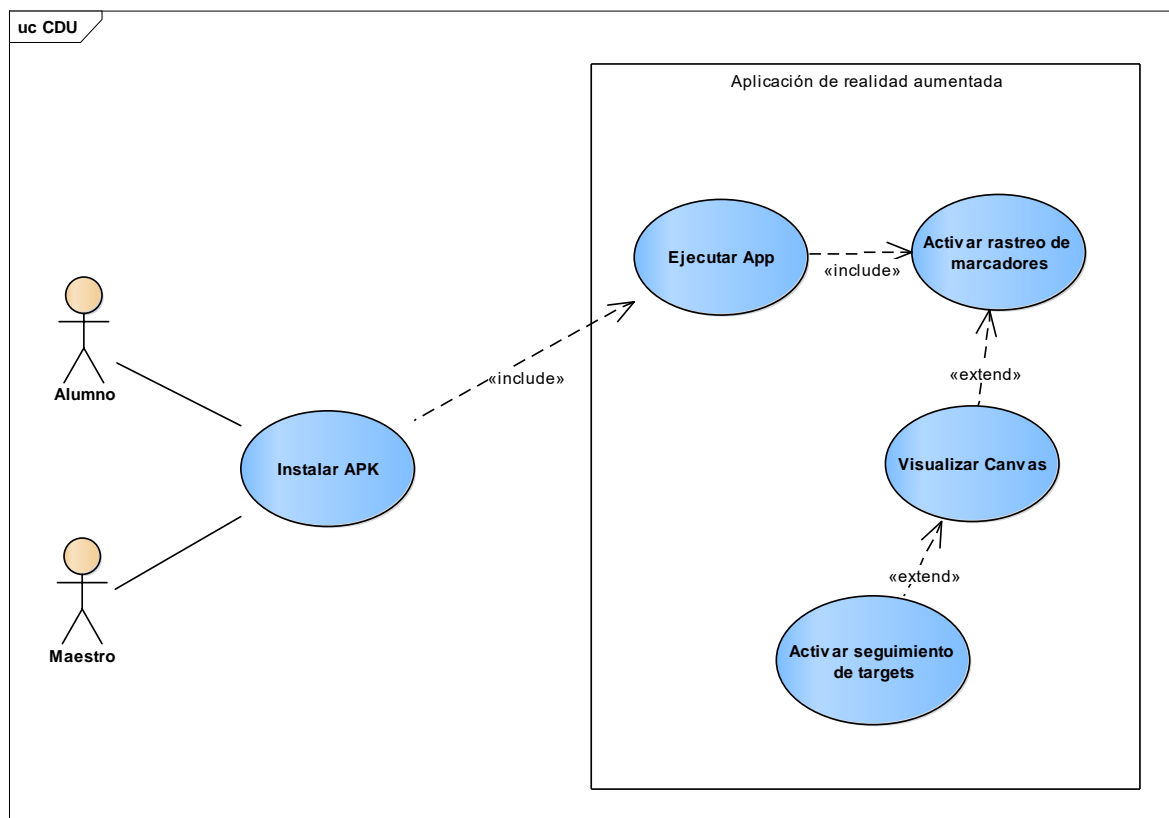 uc CDU
Aplicación de realidad aumentada
Ejecutar App
«include»
Activar rastreo de
marcadores
«include»
«extend»
Alumno
Instalar APK
Visualizar Canvas
«extend»
Activar seguimiento
de targets
Maestro